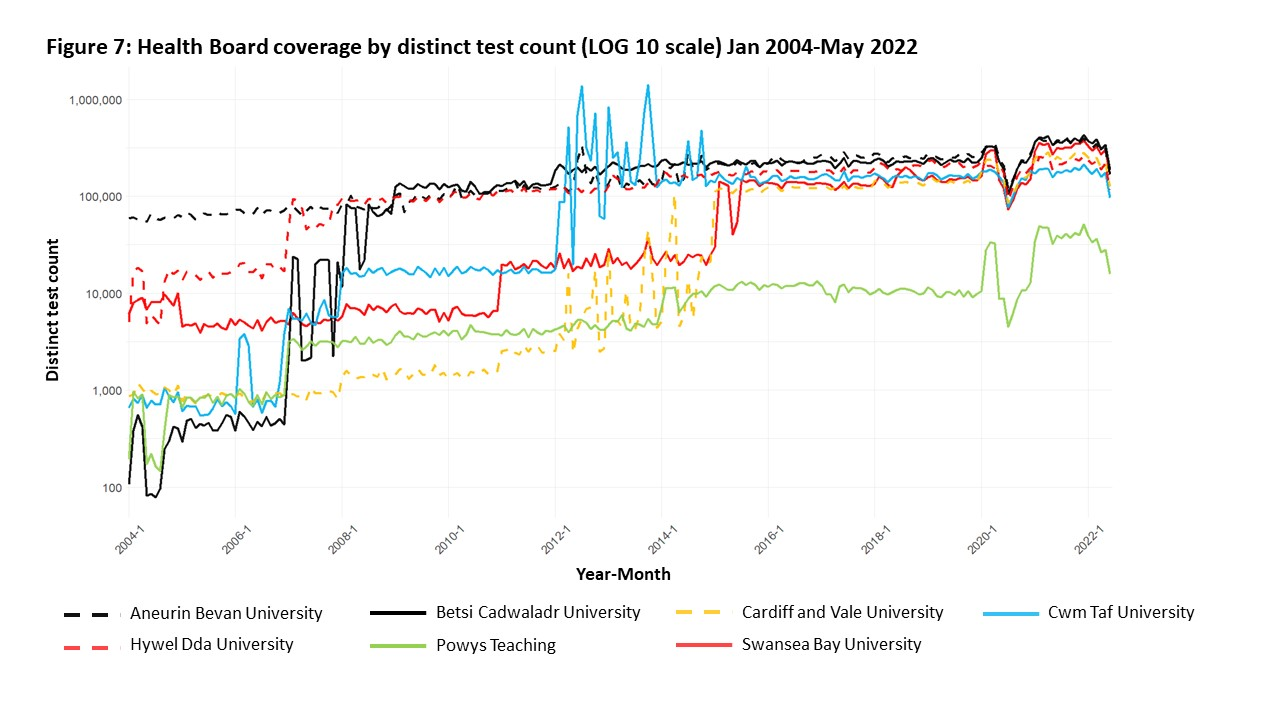 Figure 7: Health Board coverage by distinct test count (LOG 10 scale) Jan 2004-May 2022
1,000,000
100,000
10,000
1,000
100
Distinct test count
2004-1 2006-1 2008-1 2010-1 2012-1 2014-1 2016-1 2018-1 2020-1 2022-1
Year-Month
Aneurin Bevan University Betsi Cadwaladr University Cardiff and Vale University Cwm Taf University
Hywel Dda University Powys Teaching Swansea Bay University